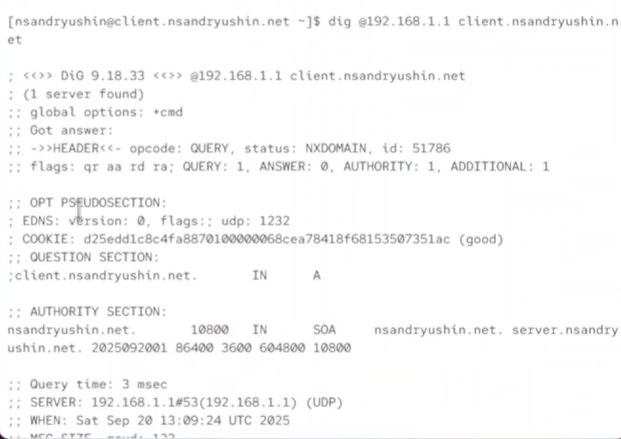 [nsandryushin@client.nsandryushin.net ~]$ dig @192.168.1.1 client.nsandryushin.n
et
; <<>> DiG 9.18.33 <<>> @192.168.1.1 client.nsandryushin.net
; (1 server found)
;; global options: +cmd
;; Got answer:
;; ->>HEADER<<- opcode: QUERY, status: NXDOMAIN, id: 51786
;; flags: qr aa rd ra; QUERY: 1, ANSWER: 0, AUTHORITY: 1, ADDITIONAL: 1
;; OPT PSEUDOSECTION:
; EDNS: version: 0, flags:; udp: 1232
; COOKIE: d25edd1c8c4fa8870100000068cea78418f68153507351ac (good)
;; QUESTION SECTION:
;client.nsandryushin.net. IN A
;; AUTHORITY SECTION:
nsandryushin.net. 10800 IN SOA nsandryushin.net. server.nsandry
ushin.net. 2025092001 86400 3600 604800 10800
;; Query time: 3 msec
;; SERVER: 192.168.1.1#53(192.168.1.1) (UDP)
;; WHEN: Sat Sep 20 13:09:24 UTC 2025
;; MSG SIZE rcvd: 122